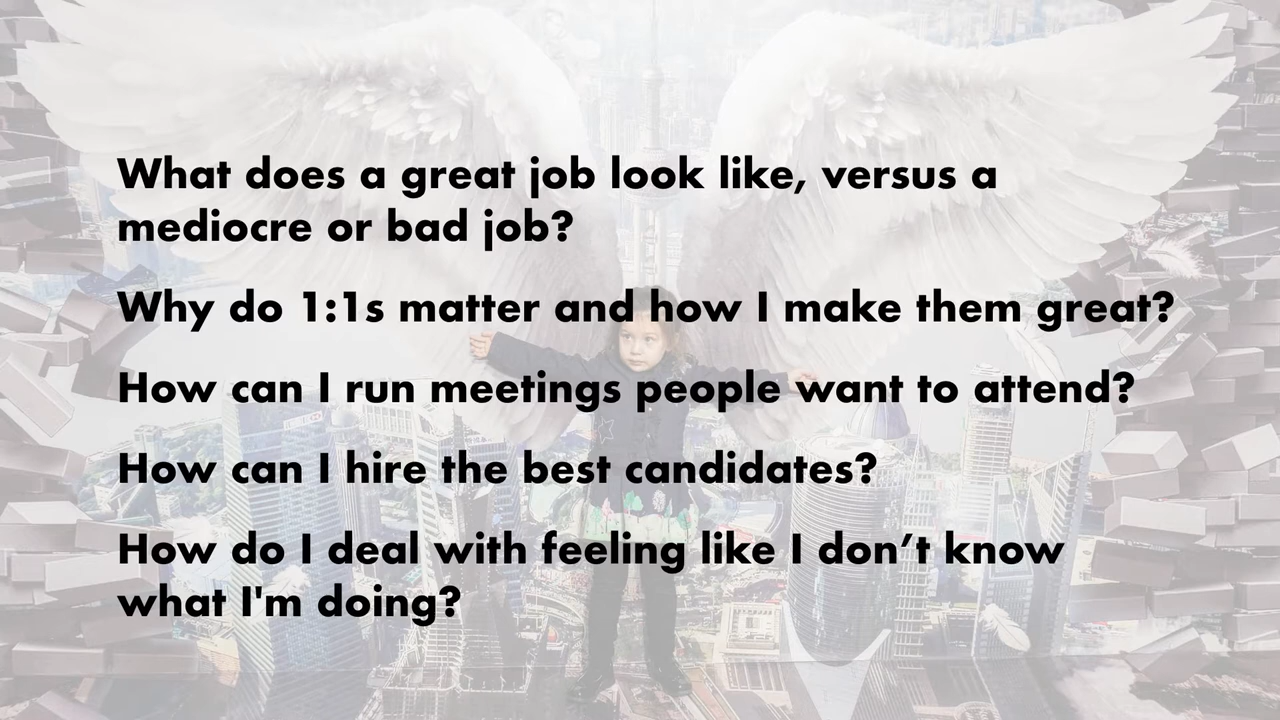 What does a great job look like, versus a
mediocre or bad job?
Why do 1:1s matter and how I make them great?
How can I run meetings people want to attend?
How can I hire the best candidates?
How do I deal with feeling like I don’t know
what I'm doing?